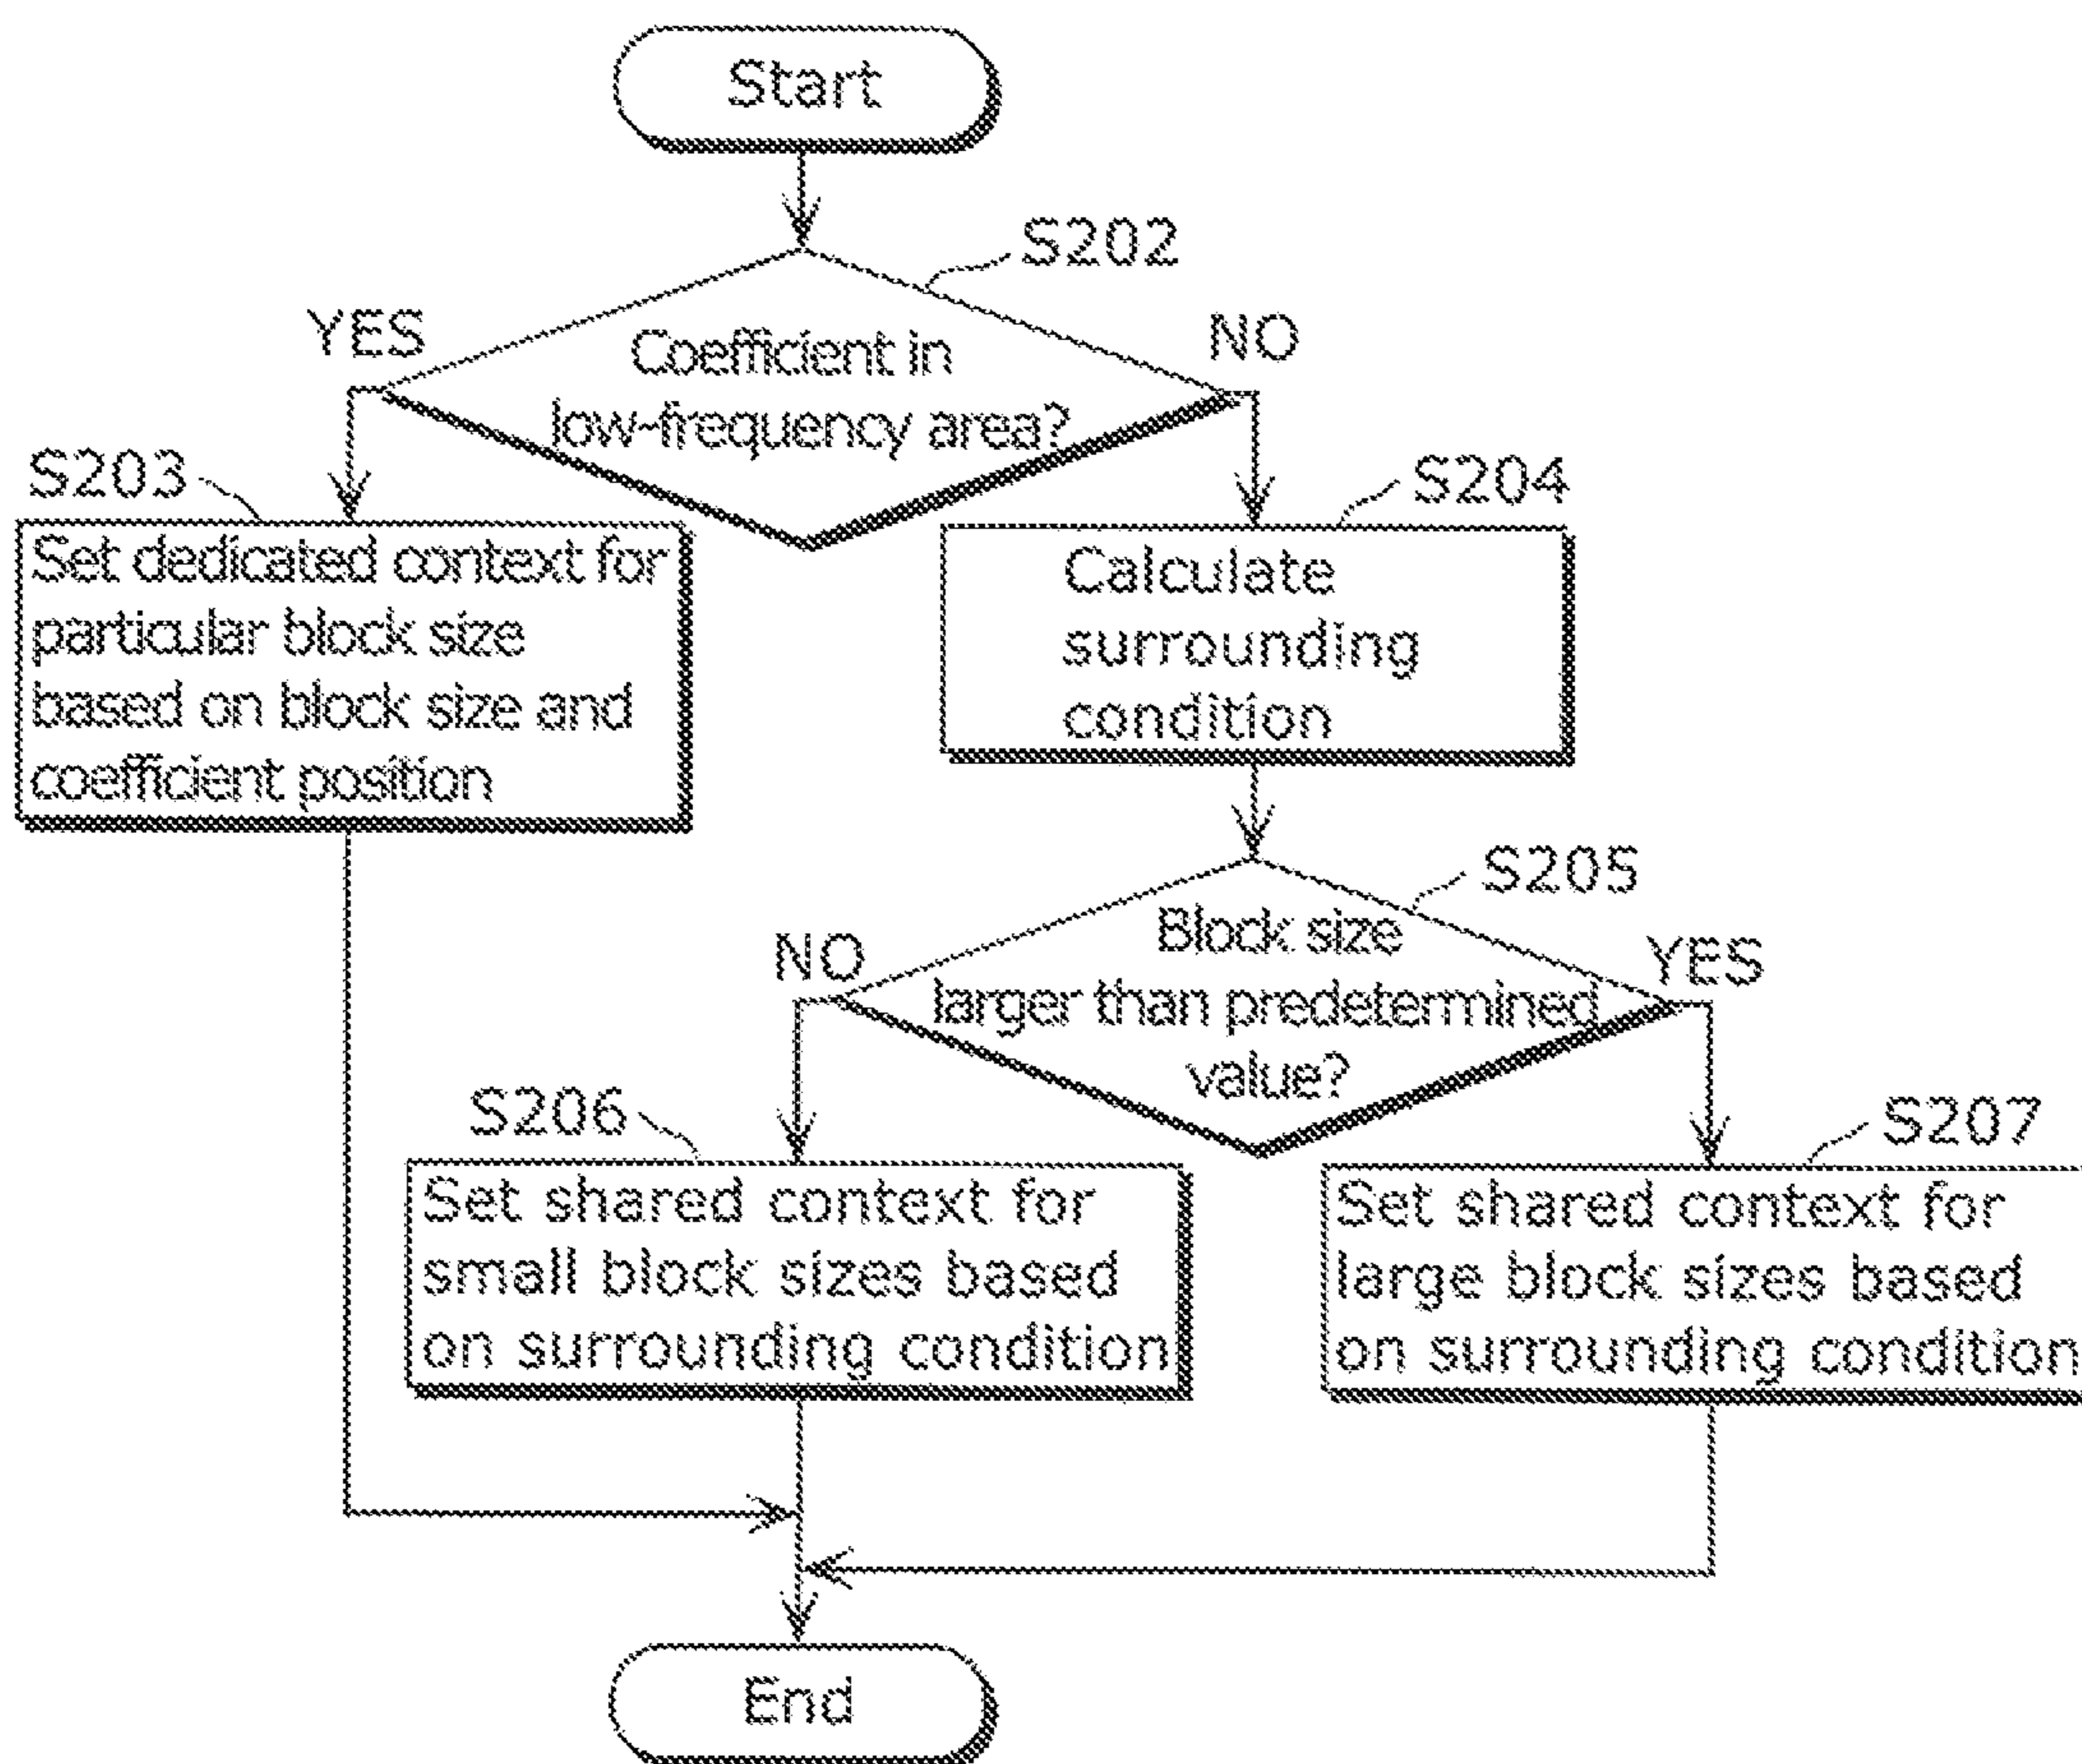 Start
S202
YES
NO
Coefficient in
low-frequency area?
S203
S204
Set dedicated context for
particular block size
based on block size and
coefficient position
Calculate
surrounding
condition
S205
NO
YES
Block size
larger than predetermined
value?
S206
S207
Set shared context for
small block sizes based
on surrounding condition
Set shared context for
large block sizes based
on surrounding condition
End